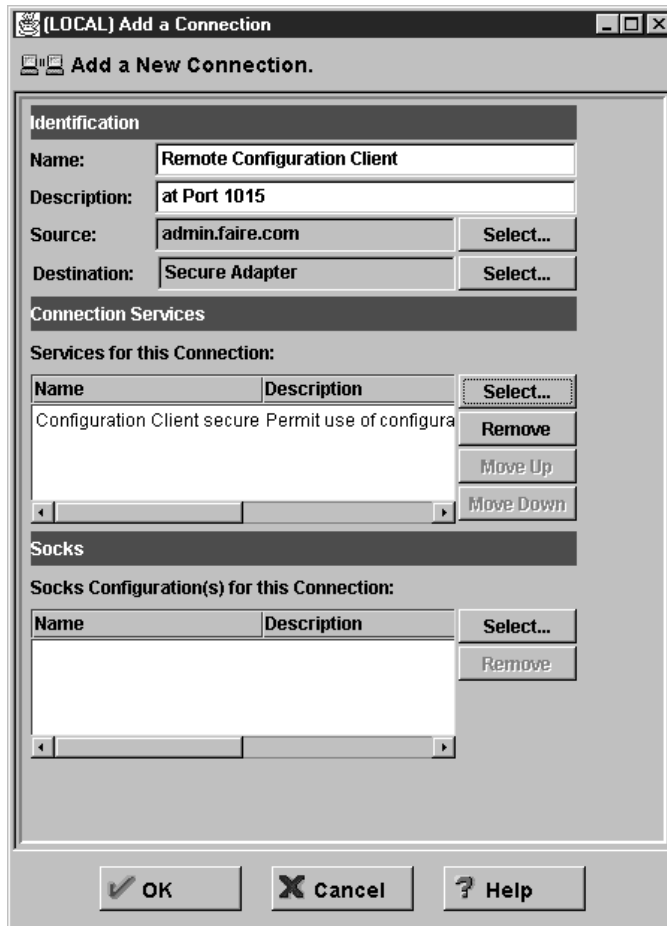 (LOCAL) Add a Connection
Add a New Connection.
Identification
Name: Remote Configuration Client
Description: at Port 1015
Source: admin.faire.com Select...
Destination: Secure Adapter Select...
Connection Services
Services for this Connection:
Name Description Select...
Configuration Client secure Permit use of configura
Remove
Move Up
Move Down
Socks
Socks Configuration(s) for this Connection:
Name Description Select...
Remove
OK Cancel Help